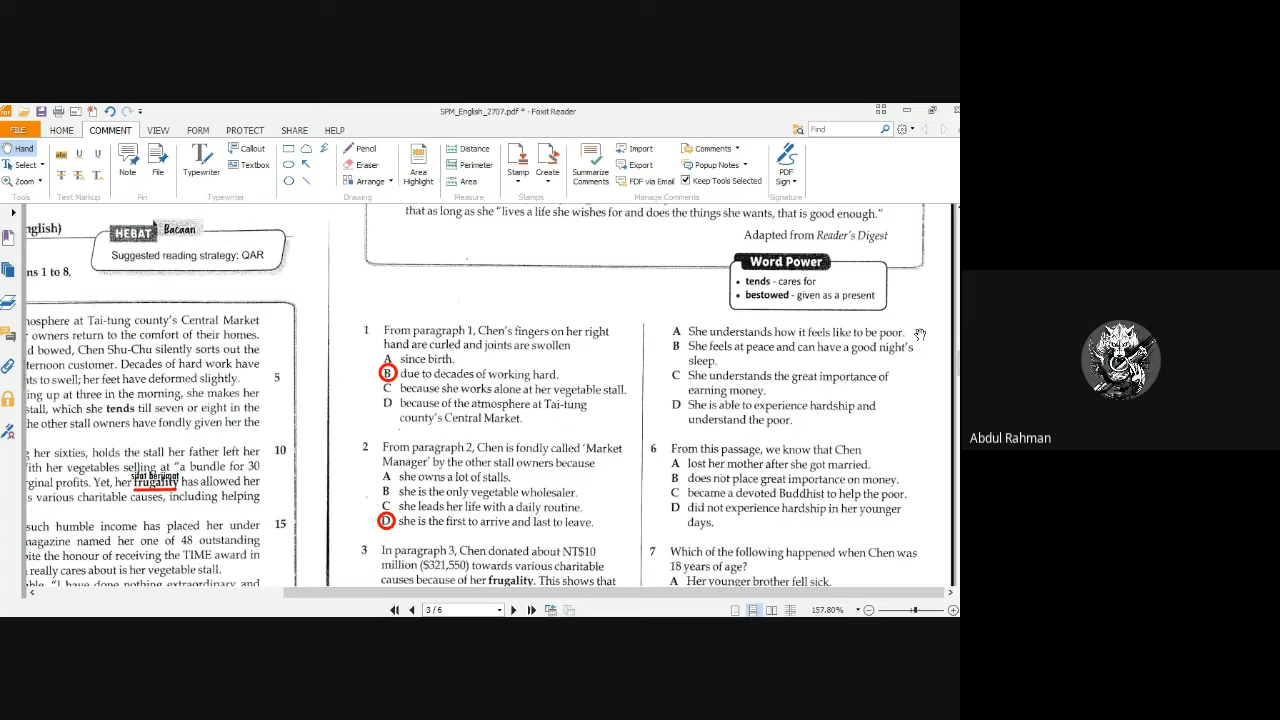 SPM_English_2707.pdf * - Foxit Reader
FILE HOME COMMENT VIEW FORM PROTECT SHARE HELP
Find
Hand
Select
Zoom
Tools
Text Markup
Note
File
Pin
Typewriter
Callout
Textbox
Typewriter
Pencil
Eraser
Arrange
Drawing
Area Highlight
Distance
Perimeter
Area
Measure
Stamp
Create
Stamps
Summarize Comments
Import
Export
FDF via Email
Comments
Popup Notes
Keep Tools Selected
Manage Comments
PDF Sign
Signature
nglish)
HEBAT Bacaan
Suggested reading strategy: QAR
ns 1 to 8,
nosphere at Tai-tung county's Central Market
owners return to the comfort of their homes.
d bowed, Chen Shu-Chu silently sorts out the
ternoon customer. Decades of hard work have
nts to swell; her feet have deformed slightly. 5
ing up at three in the morning, she makes her
stall, which she tends till seven or eight in the
he other stall owners have fondly given her the
g her sixties, holds the stall her father left her 10
With her vegetables selling at "a bundle for 30
sifat berjimat
rginal profits. Yet, her frugality has allowed her
s various charitable causes, including helping
such humble income has placed her under 15
magazine named her one of 48 outstanding
pite the honour of receiving the TIME award in
really cares about is her vegetable stall.
able. "I have done nothing extraordinary and
that as long as she "lives a life she wishes for and does the things she wants, that is good enough."
Adapted from Reader's Digest
Word Power
• tends - cares for
• bestowed - given as a present
1 From paragraph 1, Chen's fingers on her right
hand are curled and joints are swollen
A since birth.
B due to decades of working hard.
C because she works alone at her vegetable stall.
D because of the atmosphere at Tai-tung
county's Central Market.
2 From paragraph 2, Chen is fondly called 'Market
Manager' by the other stall owners because
A she owns a lot of stalls.
B she is the only vegetable wholesaler.
C she leads her life with a daily routine.
D she is the first to arrive and last to leave.
3 In paragraph 3, Chen donated about NT$10
million ($321,550) towards various charitable
causes because of her frugality. This shows that
A She understands how it feels like to be poor.
B She feels at peace and can have a good night's
sleep.
C She understands the great importance of
earning money.
D She is able to experience hardship and
understand the poor.
6 From this passage, we know that Chen
A lost her mother after she got married.
B does not place great importance on money.
C became a devoted Buddhist to help the poor.
D did not experience hardship in her younger
days.
7 Which of the following happened when Chen was
18 years of age?
A Her younger brother fell sick.
3 / 6
157.80%
Abdul Rahman